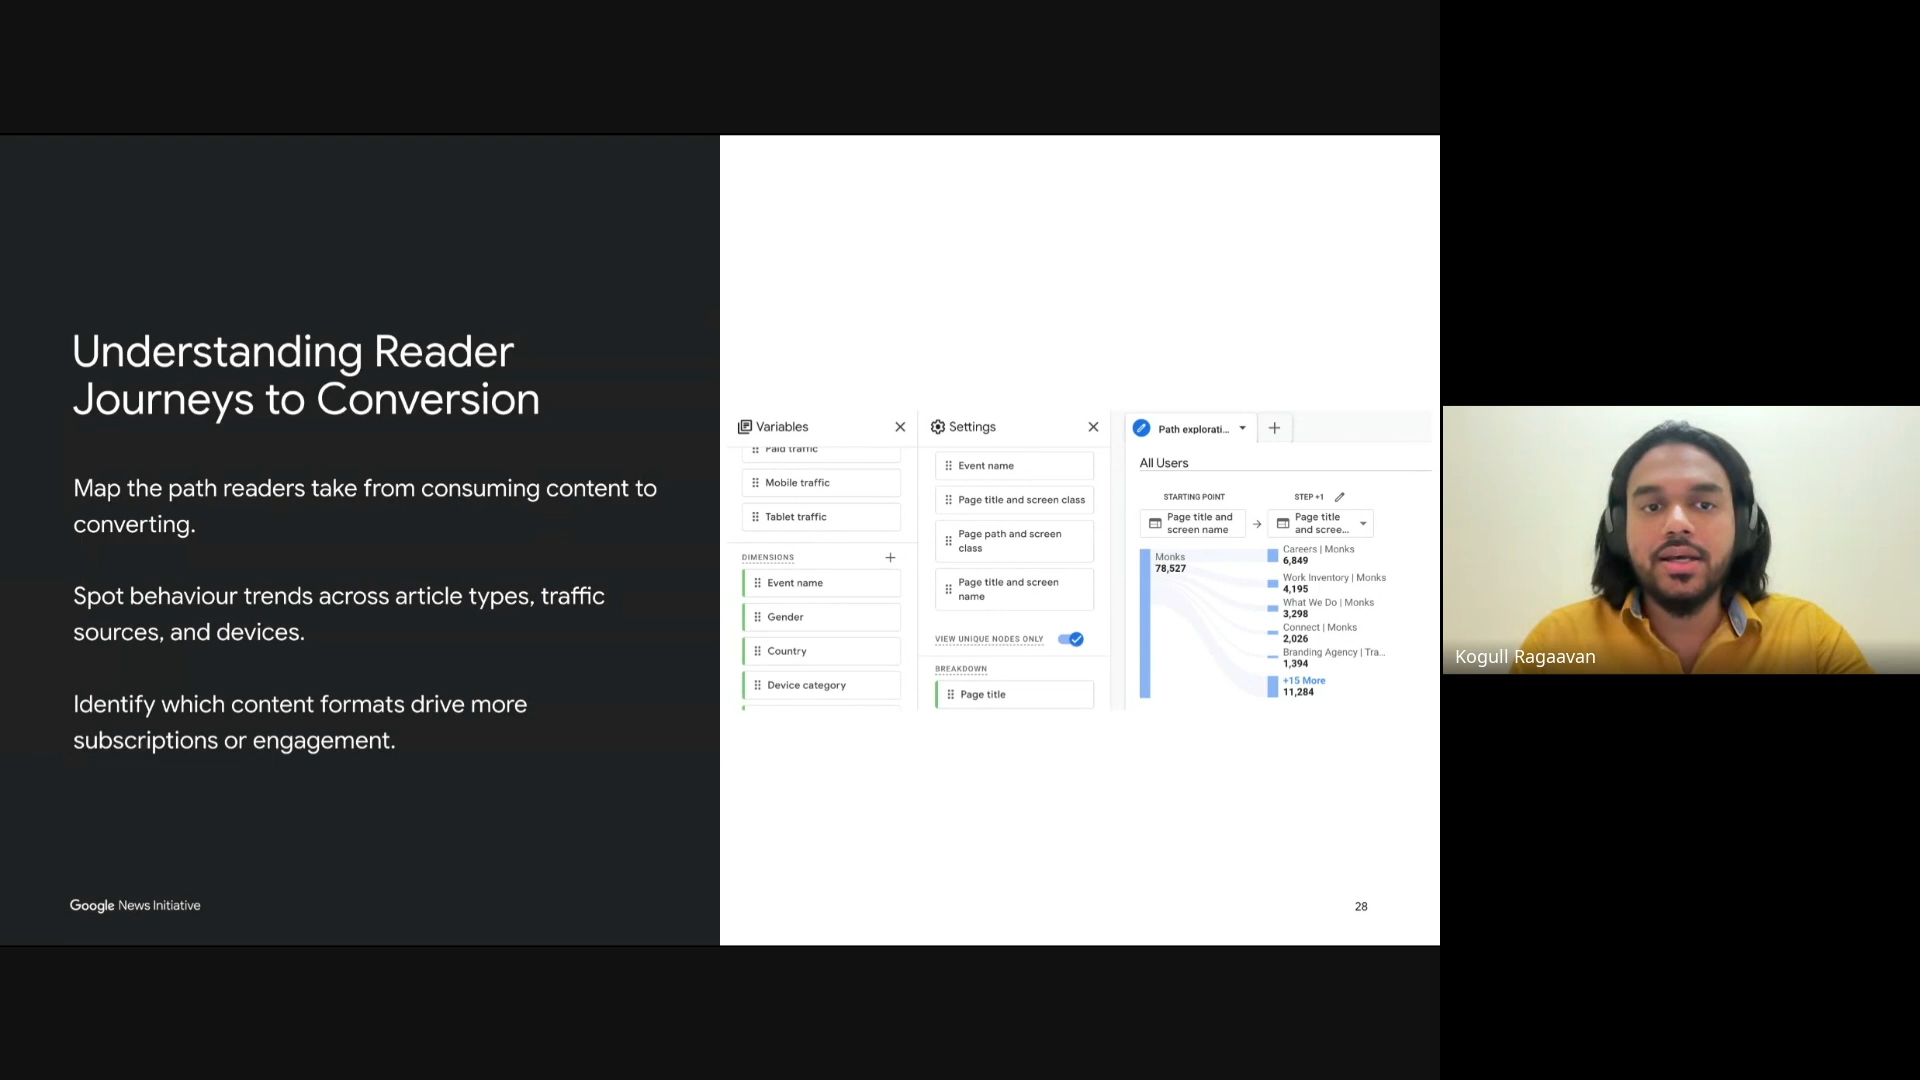 Understanding Reader
Journeys to Conversion
Map the path readers take from consuming content to
converting.
Spot behaviour trends across article types, traffic
sources, and devices.
Identify which content formats drive more
subscriptions or engagement.
Google News Initiative
Variables
Paid traffic
Mobile traffic
Tablet traffic
DIMENSIONS
Event name
Gender
Country
Device category
Settings
Event name
Page title and screen class
Page path and screen
class
Page title and screen
name
VIEW UNIQUE NODES ONLY
BREAKDOWN
Page title
Path explorati...
All Users
STARTING POINT
Page title and
screen name
STEP +1
Page title
and scree...
Monks
78,527
Careers | Monks
6,849
Work Inventory | Monks
4,195
What We Do | Monks
3,298
Connect | Monks
2,026
Branding Agency | Tra...
1,394
+15 More
11,284
28
Kogull Ragaavan